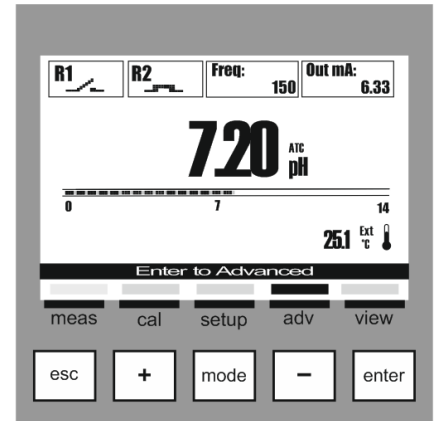 R1 R2 Freq: 150 Out mA: 6.33
7.20 ATC pH
0 7 14
25.1 Ext °C
Enter to Advanced
meas cal setup adv view
esc + mode − enter